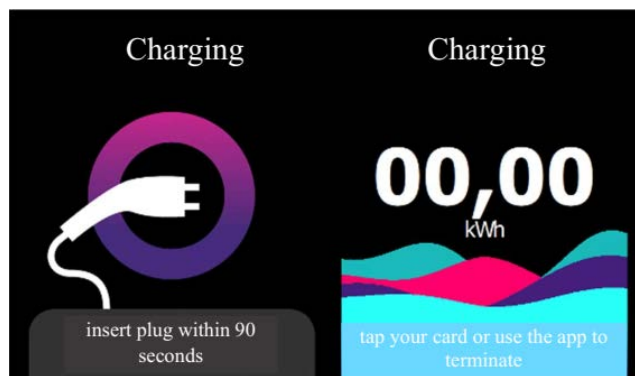 Charging
insert plug within 90
seconds
Charging
00,00
kWh
tap your card or use the app to
terminate